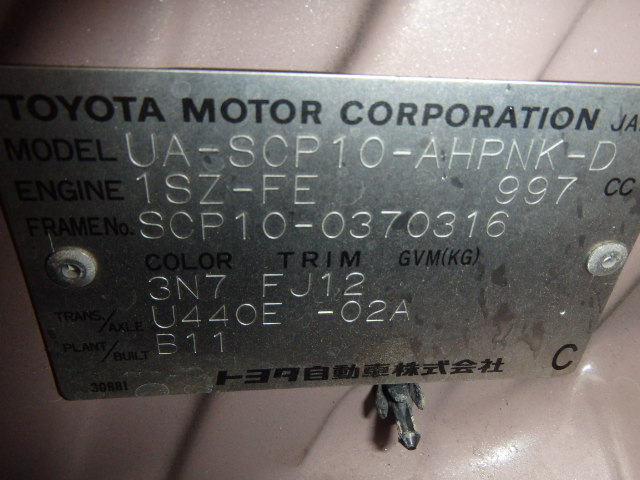 TOYOTA MOTOR CORPORATION JA
MODEL UA-SCP10-AHPNK-D
ENGINE 1SZ-FE 997 CC
FRAME No. SCP10-0370316
COLOR TRIM GVM(KG)
3N7 FJ12
TRANS./AXLE U440E -02A
PLANT/BUILT B11
30881 トヨタ自動車株式会社 C